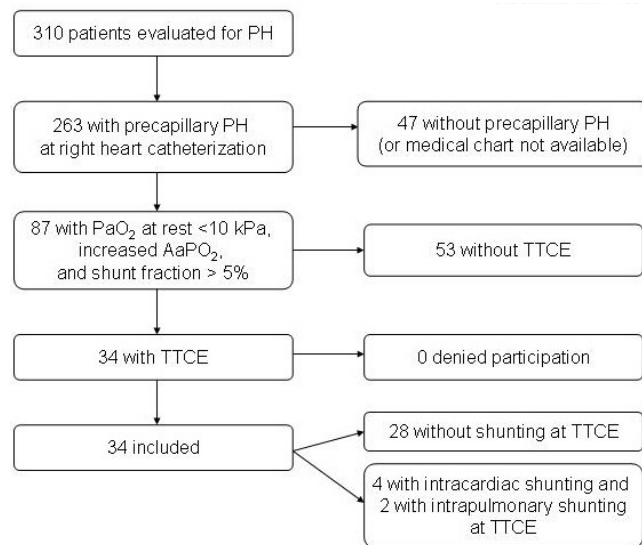 310 patients evaluated for PH
263 with precapillary PH
at right heart catheterization
47 without precapillary PH
(or medical chart not available)
87 with PaO₂ at rest <10 kPa,
increased AaPO₂,
and shunt fraction > 5%
53 without TTCE
34 with TTCE
0 denied participation
34 included
28 without shunting at TTCE
4 with intracardiac shunting and
2 with intrapulmonary shunting
at TTCE